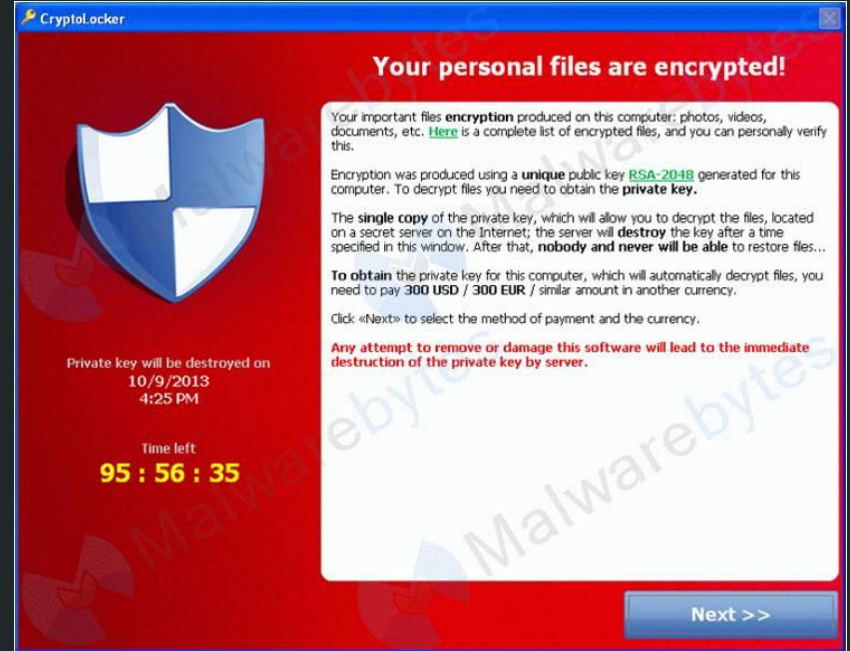 CryptoLocker
Your personal files are encrypted!
Your important files encryption produced on this computer: photos, videos,
documents, etc. Here is a complete list of encrypted files, and you can personally verify
this.
Encryption was produced using a unique public key RSA-2048 generated for this
computer. To decrypt files you need to obtain the private key.
The single copy of the private key, which will allow you to decrypt the files, located
on a secret server on the Internet; the server will destroy the key after a time
specified in this window. After that, nobody and never will be able to restore files...
To obtain the private key for this computer, which will automatically decrypt files, you
need to pay 300 USD / 300 EUR / similar amount in another currency.
Click «Next» to select the method of payment and the currency.
Any attempt to remove or damage this software will lead to the immediate
destruction of the private key by server.
Private key will be destroyed on
10/9/2013
4:25 PM
Time left
95 : 56 : 35
Next >>
Malwarebytes
Malwarebytes
Malwarebytes
Malwarebytes